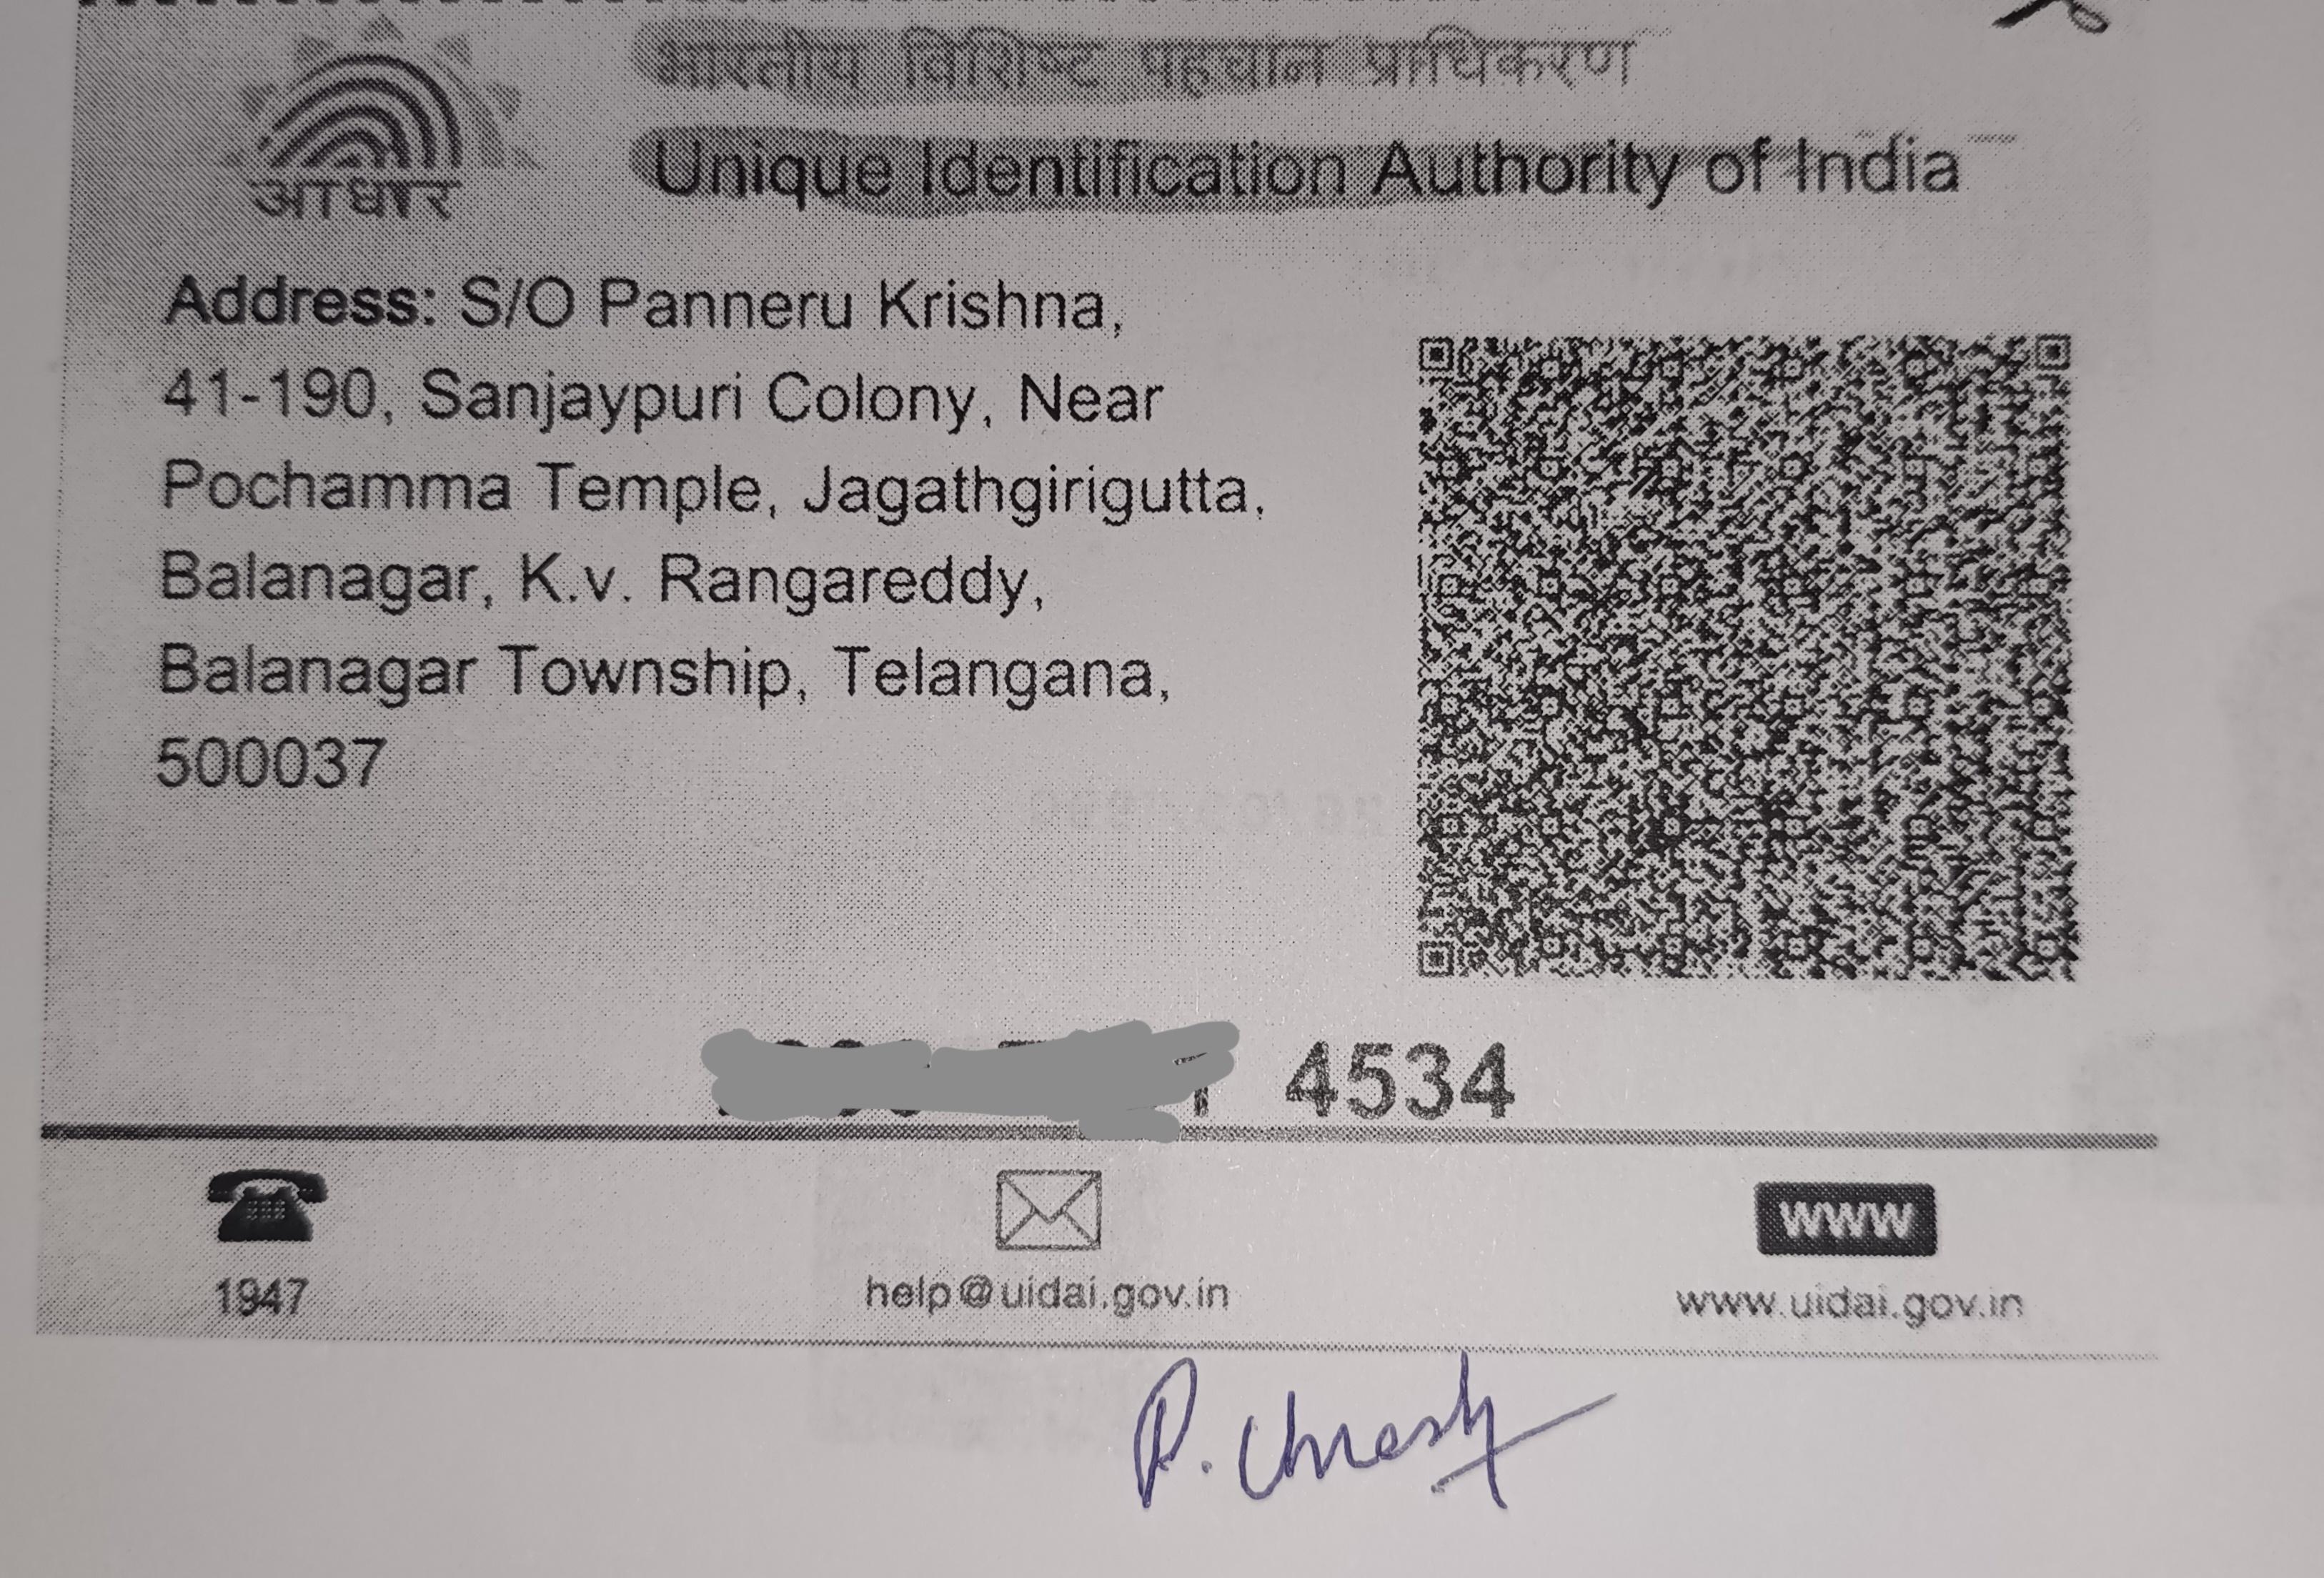 भारतीय विशिष्ट पहचान प्राधिकरण
Unique Identification Authority of India
आधार
Address: S/O Panneru Krishna,
41-190, Sanjaypuri Colony, Near
Pochamma Temple, Jagathgirigutta,
Balanagar, K.v. Rangareddy,
Balanagar Township, Telangana,
500037
4534
1947
help@uidai.gov.in
www
www.uidai.gov.in
P. Umesh